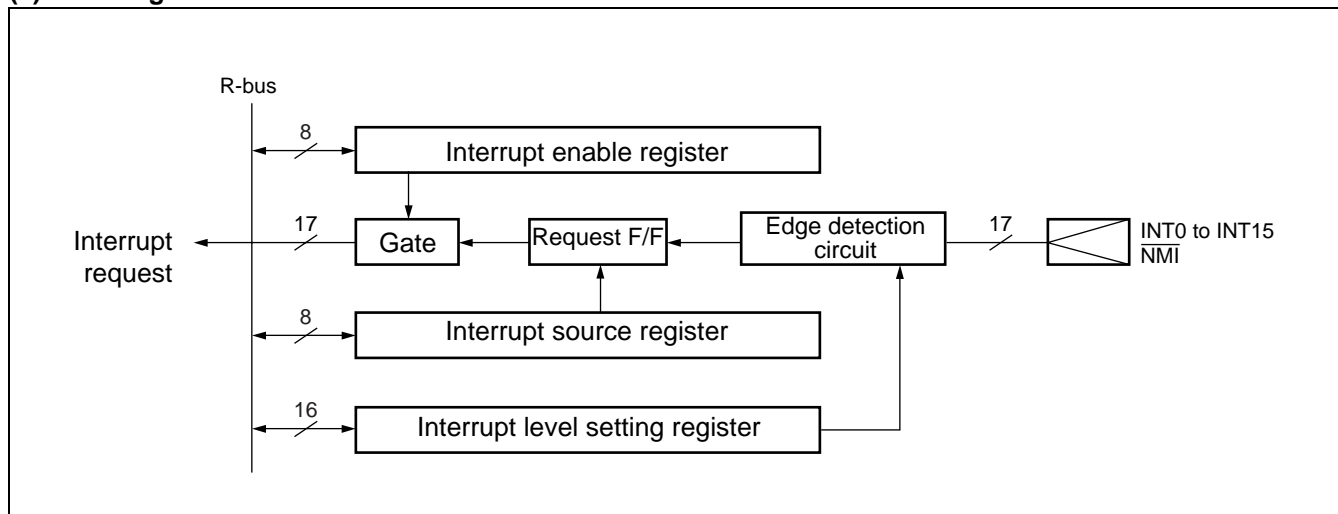 R-bus
8
Interrupt enable register
Interrupt
request
17
Gate
Request F/F
Edge detection
circuit
17
INT0 to INT15
NMI
8
Interrupt source register
16
Interrupt level setting register